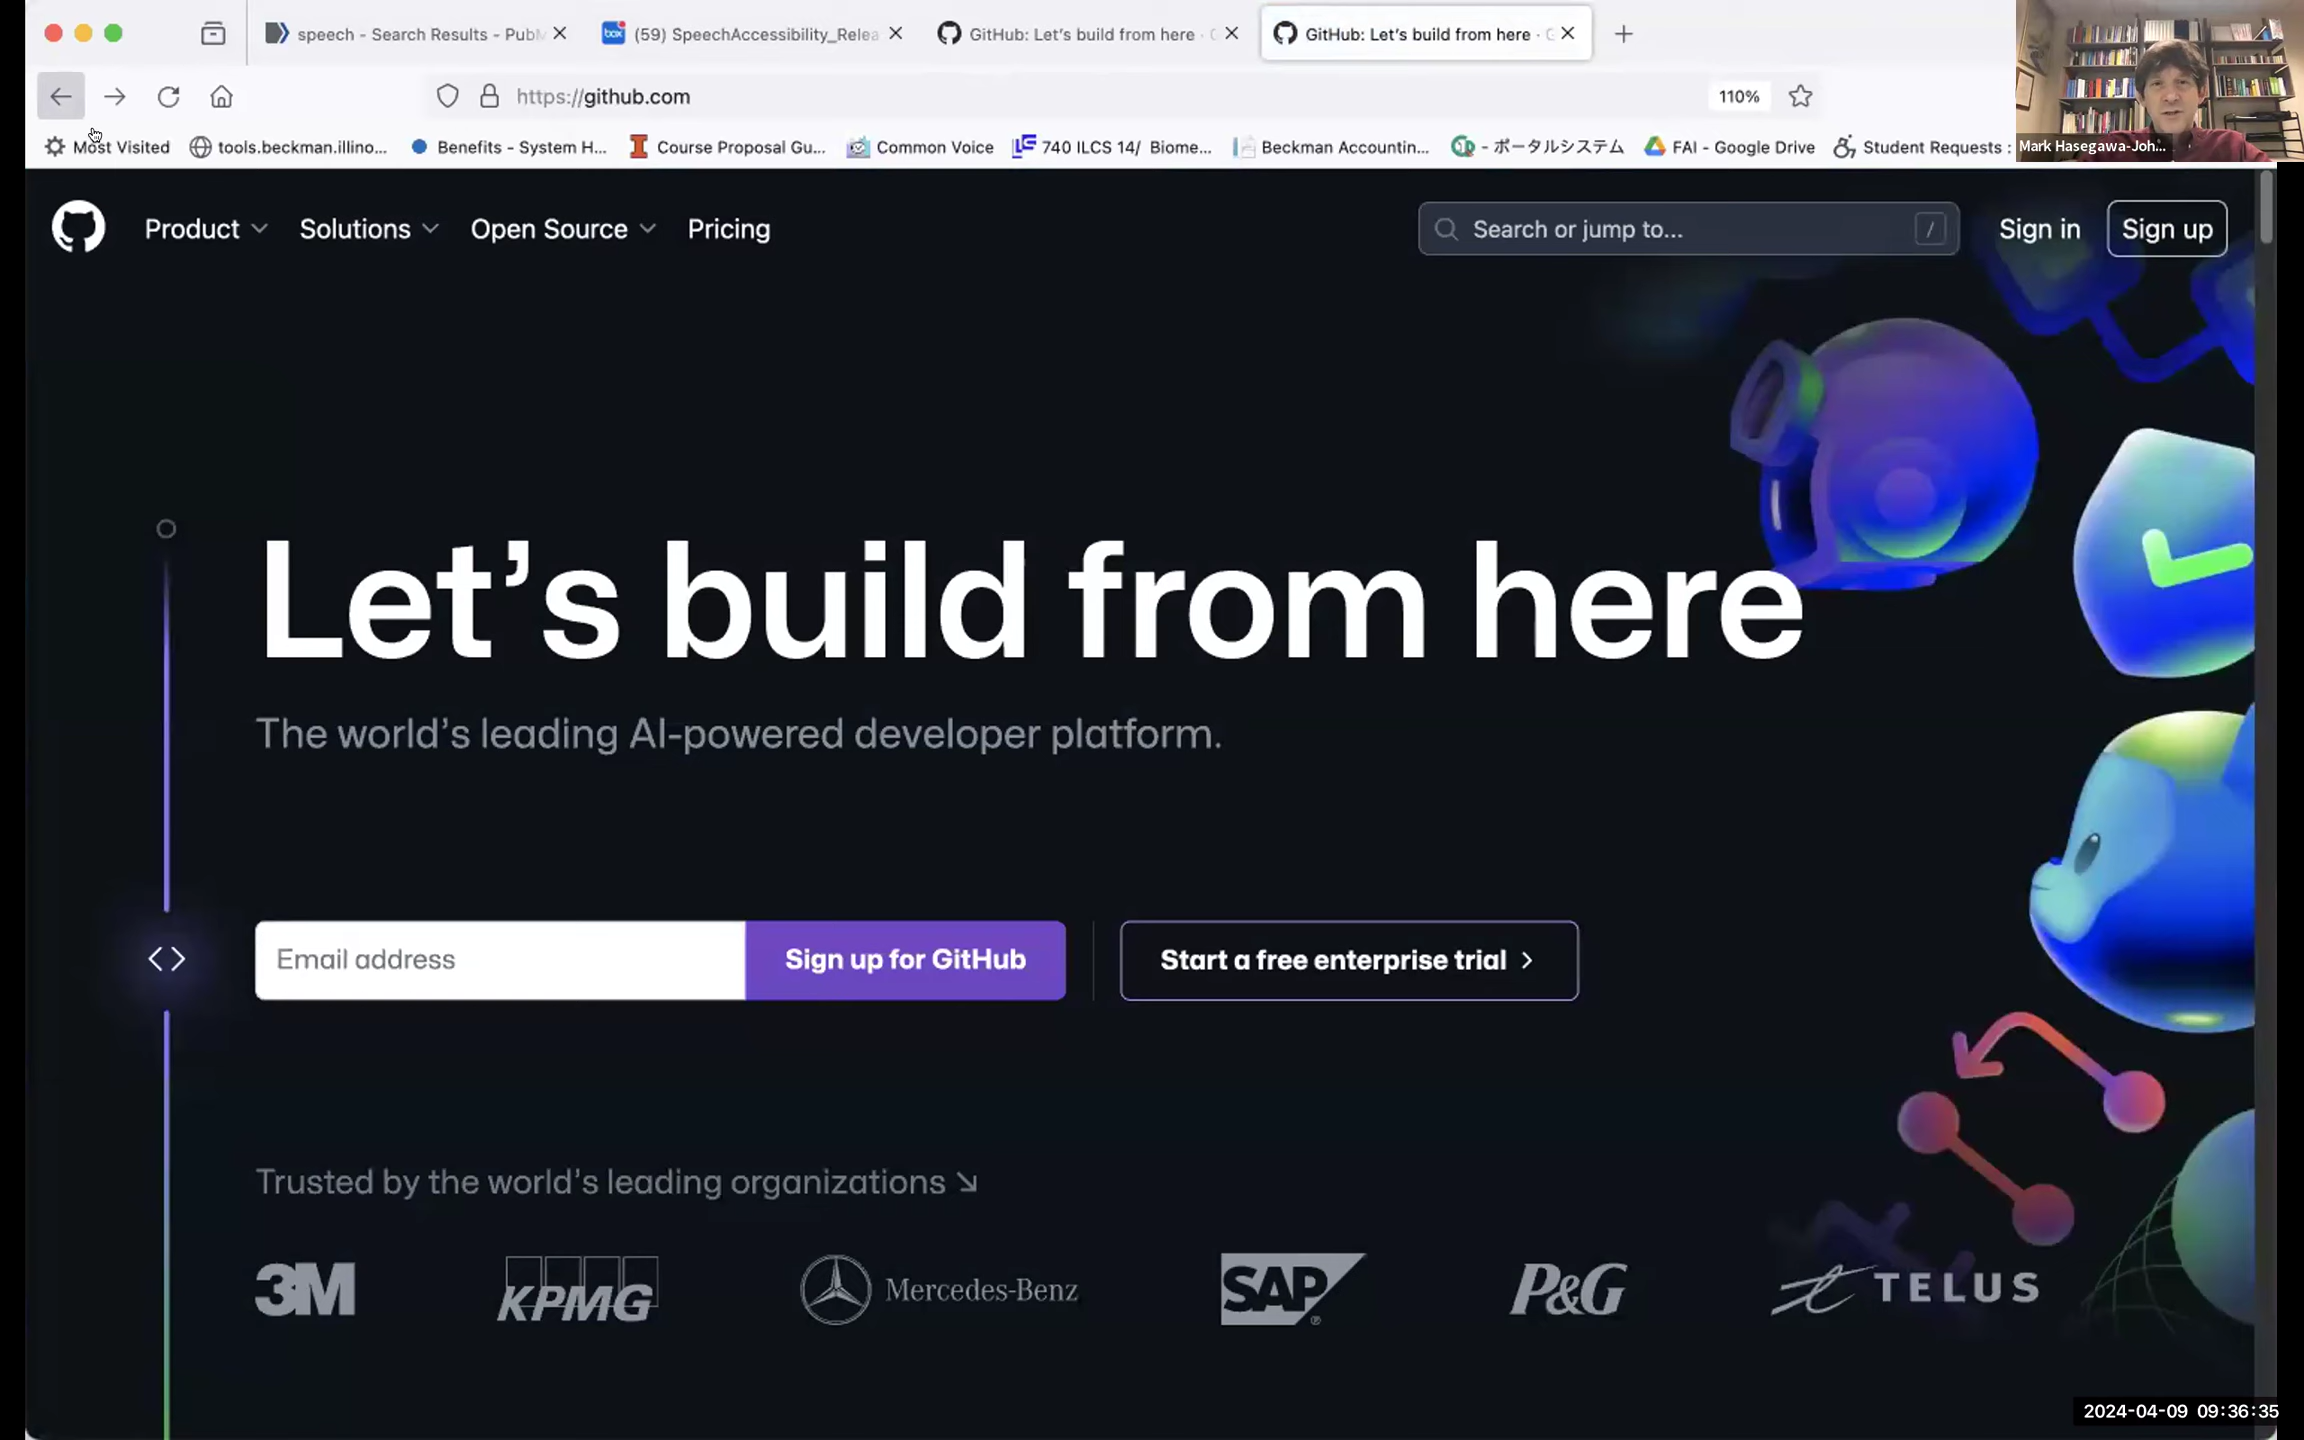 speech - Search Results - PubM
(59) SpeechAccessibility_Relea
GitHub: Let's build from here · G
GitHub: Let's build from here · G
https://github.com
110%
Most Visited
tools.beckman.illino...
Benefits - System H...
Course Proposal Gu...
Common Voice
740 ILCS 14/ Biome...
Beckman Accountin...
- ポータルシステム
FAI - Google Drive
Student Requests :
Mark Hasegawa-Joh...
Product
Solutions
Open Source
Pricing
Search or jump to...
/
Sign in
Sign up
Let's build from here
The world's leading AI-powered developer platform.
Email address
Sign up for GitHub
Start a free enterprise trial
Trusted by the world's leading organizations
3M
KPMG
Mercedes-Benz
SAP
P&G
TELUS
2024-04-09 09:36:35